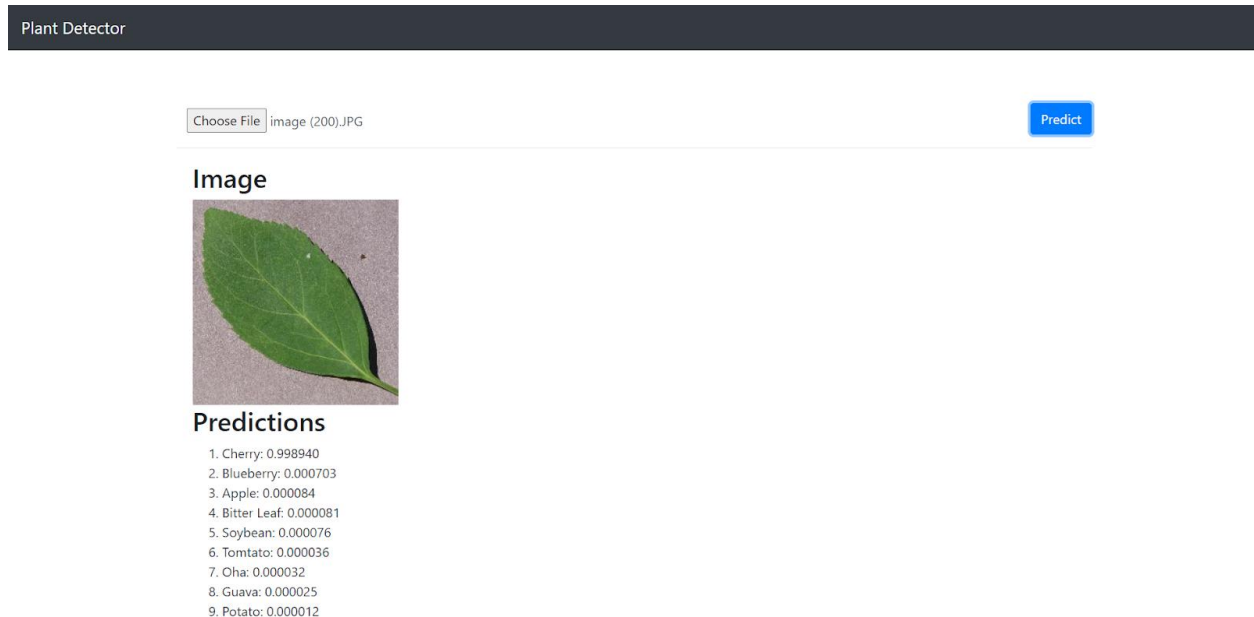 Plant Detector
Choose File image (200).JPG
Predict
Image
Predictions
1. Cherry: 0.998940
2. Blueberry: 0.000703
3. Apple: 0.000084
4. Bitter Leaf: 0.000081
5. Soybean: 0.000076
6. Tomtato: 0.000036
7. Oha: 0.000032
8. Guava: 0.000025
9. Potato: 0.000012